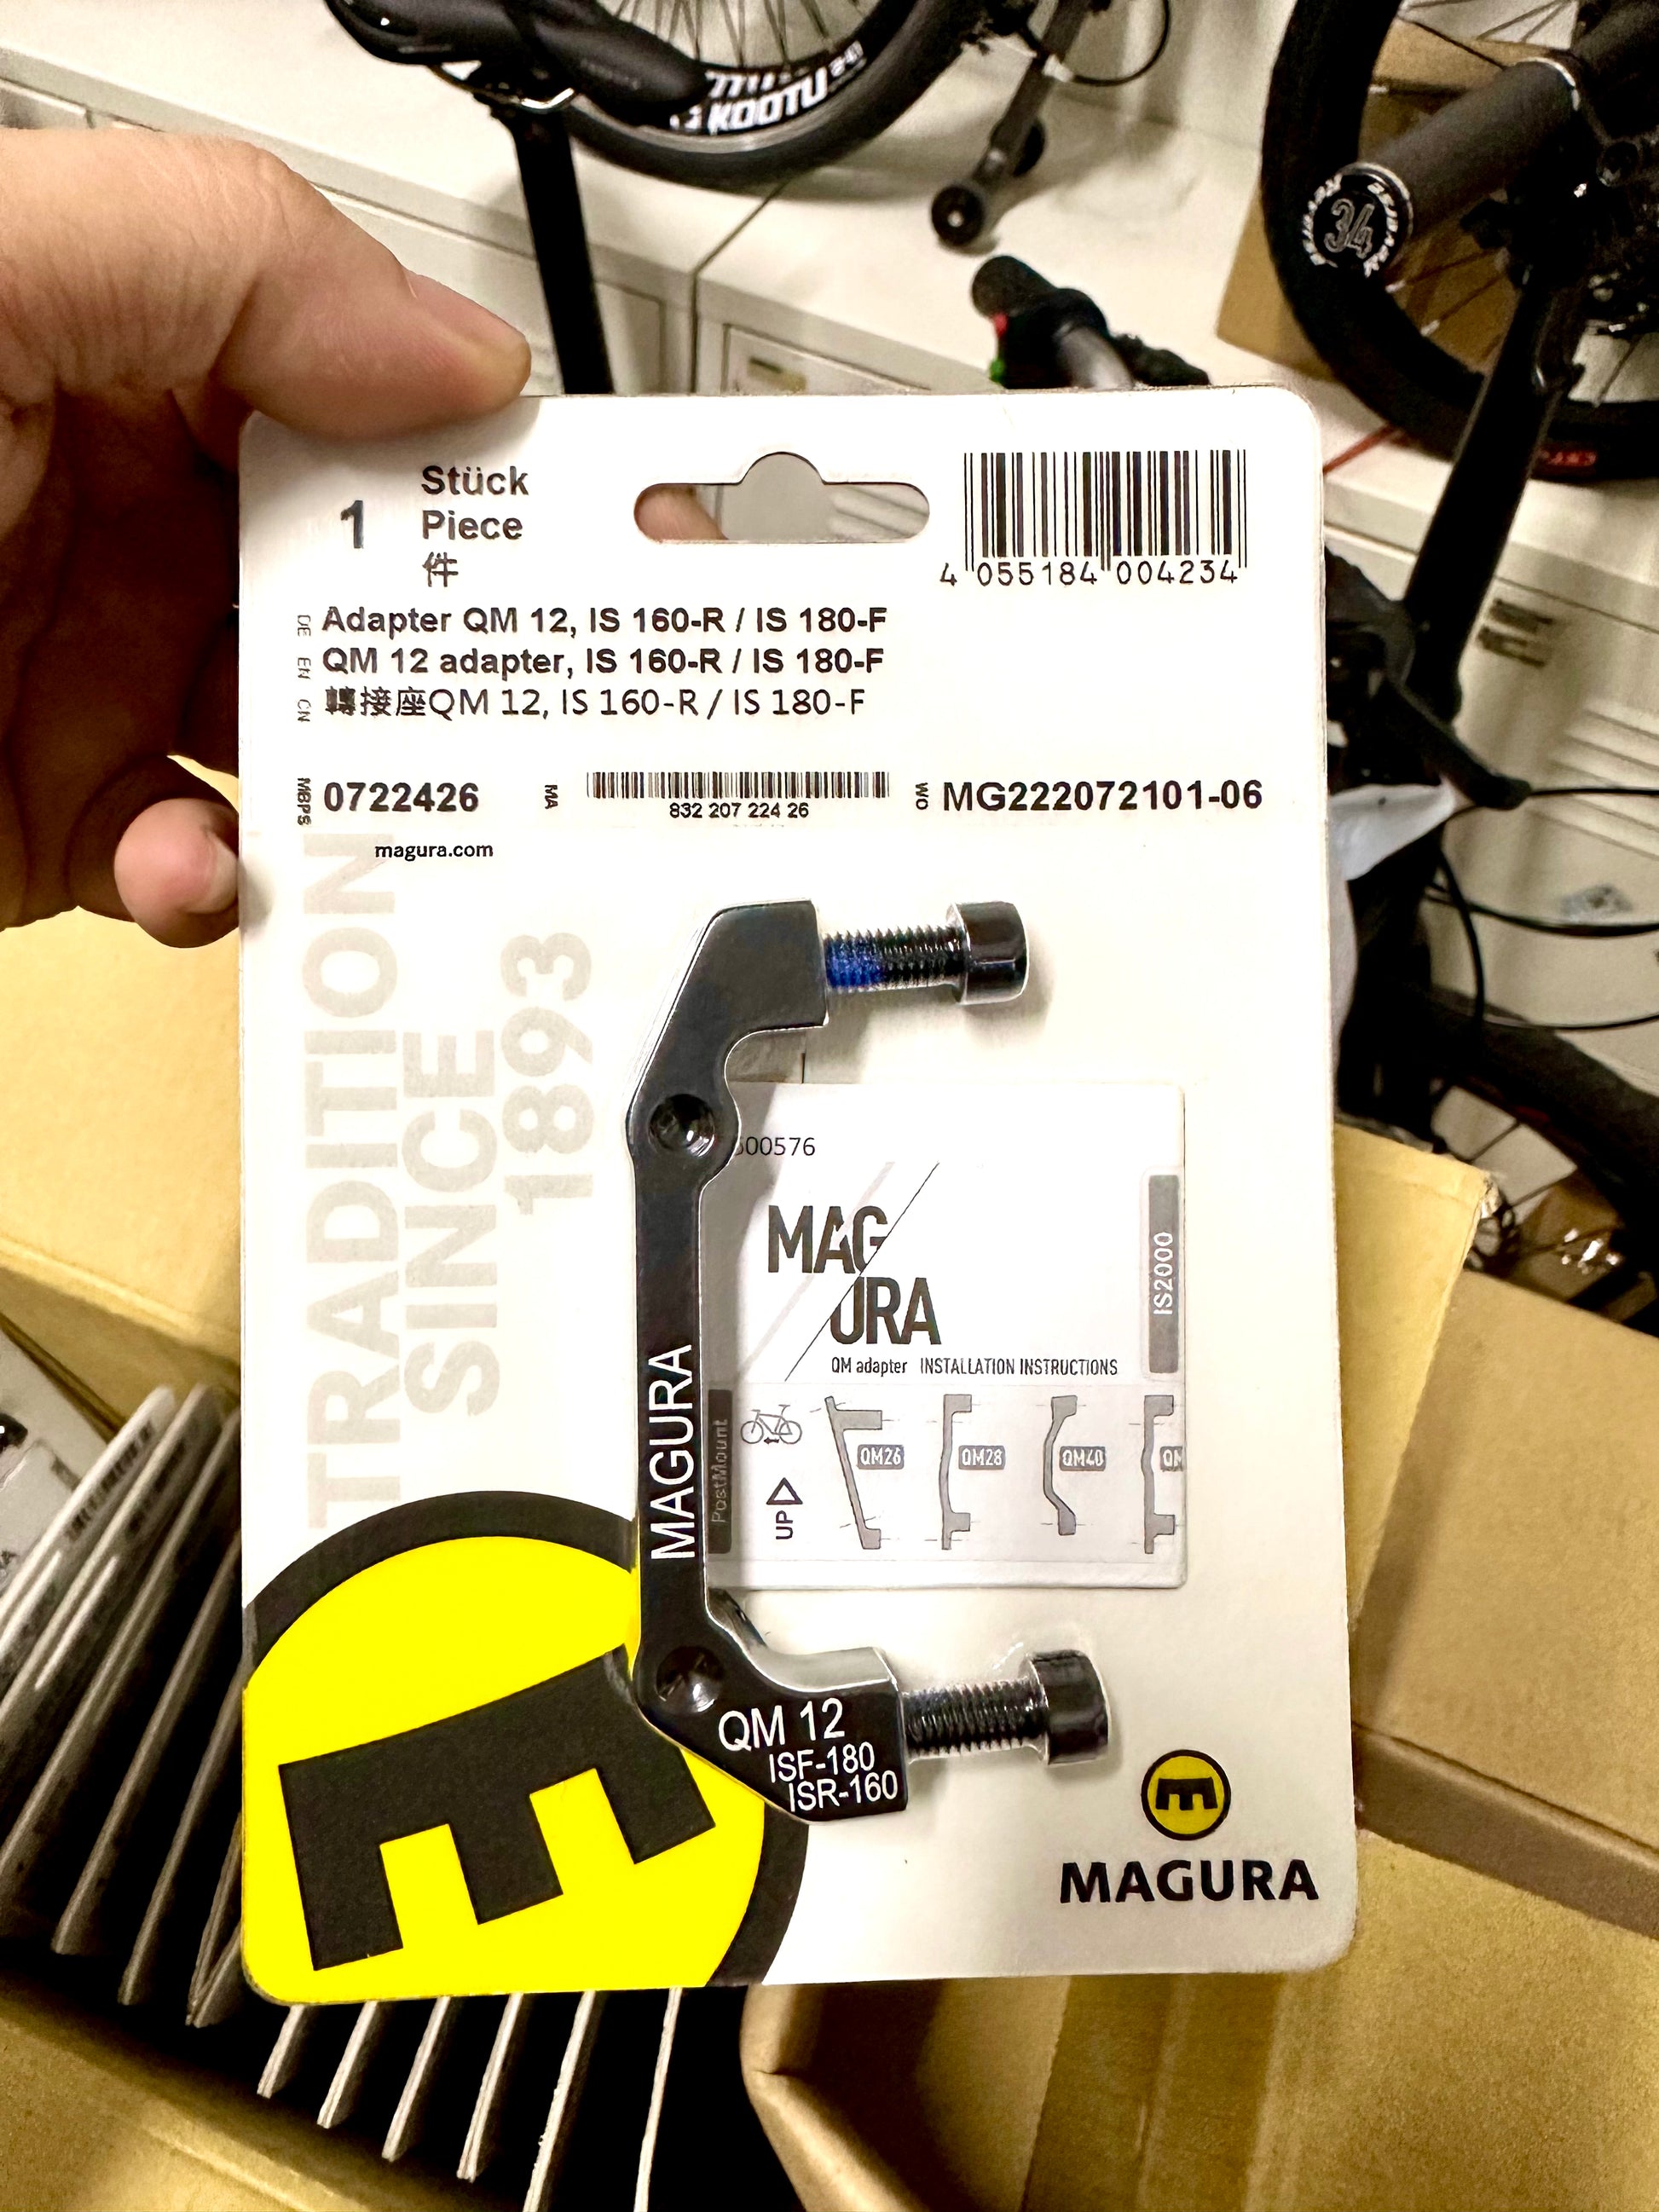 KOOTU
34
1
Stück
Piece
件
4 055184 004234
DE Adapter QM 12, IS 160-R / IS 180-F
EN QM 12 adapter, IS 160-R / IS 180-F
CN 轉接座QM 12, IS 160-R / IS 180-F
MBPS 0722426
MA
832 207 224 26
WO MG222072101-06
magura.com
TRADITION
SINCE
1893
00576
MAG
URA
QM adapter INSTALLATION INSTRUCTIONS
IS2000
PostMount
UP
QM26
QM28
QM40
QM
MAGURA
QM 12
ISF-180
ISR-160
MAGURA